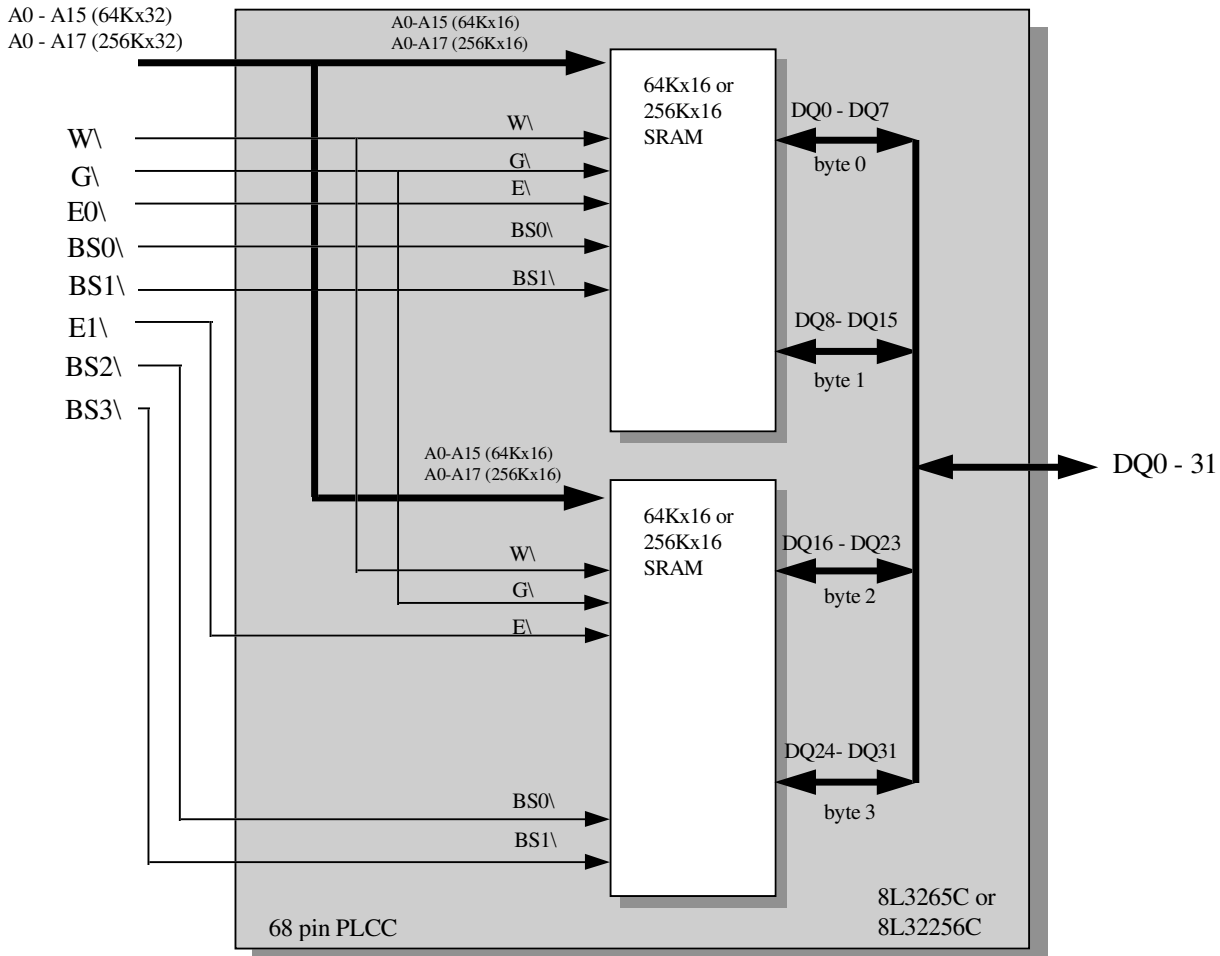 A0 - A15 (64Kx32)
A0 - A17 (256Kx32)
A0-A15 (64Kx16)
A0-A17 (256Kx16)
64Kx16 or
256Kx16
SRAM
DQ0 - DQ7
byte 0
W\
W\
G\
G\
E0\
E\
BS0\
BS0\
BS1\
BS1\
E1\
DQ8- DQ15
byte 1
BS2\
BS3\
A0-A15 (64Kx16)
A0-A17 (256Kx16)
DQ0 - 31
64Kx16 or
256Kx16
SRAM
DQ16 - DQ23
byte 2
W\
G\
E\
DQ24- DQ31
byte 3
BS0\
BS1\
68 pin PLCC
8L3265C or
8L32256C